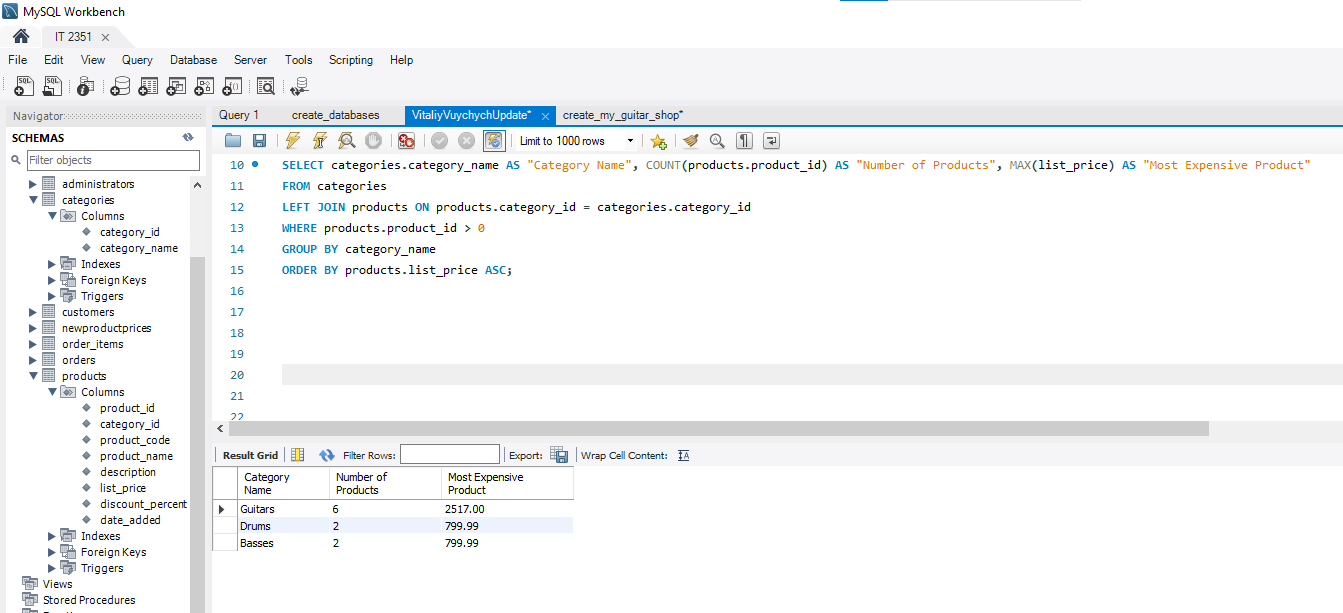 MySQL Workbench
IT 2351
File Edit View Query Database Server Tools Scripting Help
Navigator
SCHEMAS
Filter objects
administrators
categories
Columns
category_id
category_name
Indexes
Foreign Keys
Triggers
customers
newproductprices
order_items
orders
products
Columns
product_id
category_id
product_code
product_name
description
list_price
discount_percent
date_added
Indexes
Foreign Keys
Triggers
Views
Stored Procedures
Query 1 create_databases VitaliyVuychychUpdate* create_my_guitar_shop*
Limit to 1000 rows
10 SELECT categories.category_name AS "Category Name", COUNT(products.product_id) AS "Number of Products", MAX(list_price) AS "Most Expensive Product"
11 FROM categories
12 LEFT JOIN products ON products.category_id = categories.category_id
13 WHERE products.product_id > 0
14 GROUP BY category_name
15 ORDER BY products.list_price ASC;
16
17
18
19
20
21
22
Result Grid Filter Rows: Export: Wrap Cell Content:
Category Name Number of Products Most Expensive Product
Guitars 6 2517.00
Drums 2 799.99
Basses 2 799.99